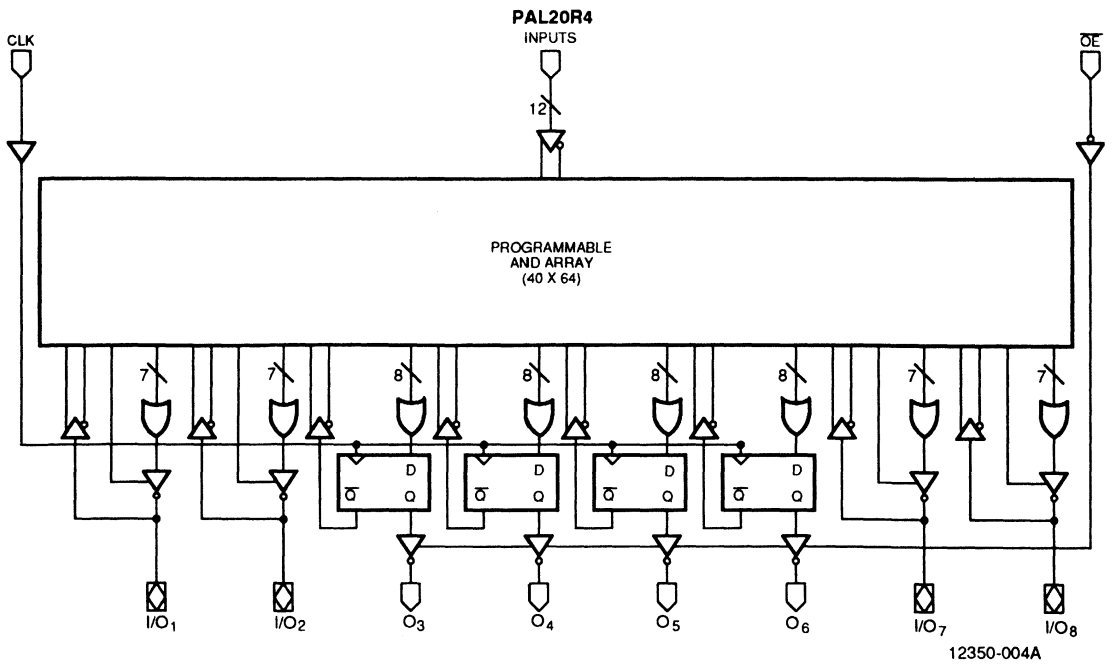 PAL20R4
CLK INPUTS O̅E̅
12
PROGRAMMABLE
AND ARRAY
(40 X 64)
7 7 8 8 8 8 7 7
D D D D
Q̅ Q Q̅ Q Q̅ Q Q̅ Q
I/O₁ I/O₂ O₃ O₄ O₅ O₆ I/O₇ I/O₈
12350-004A